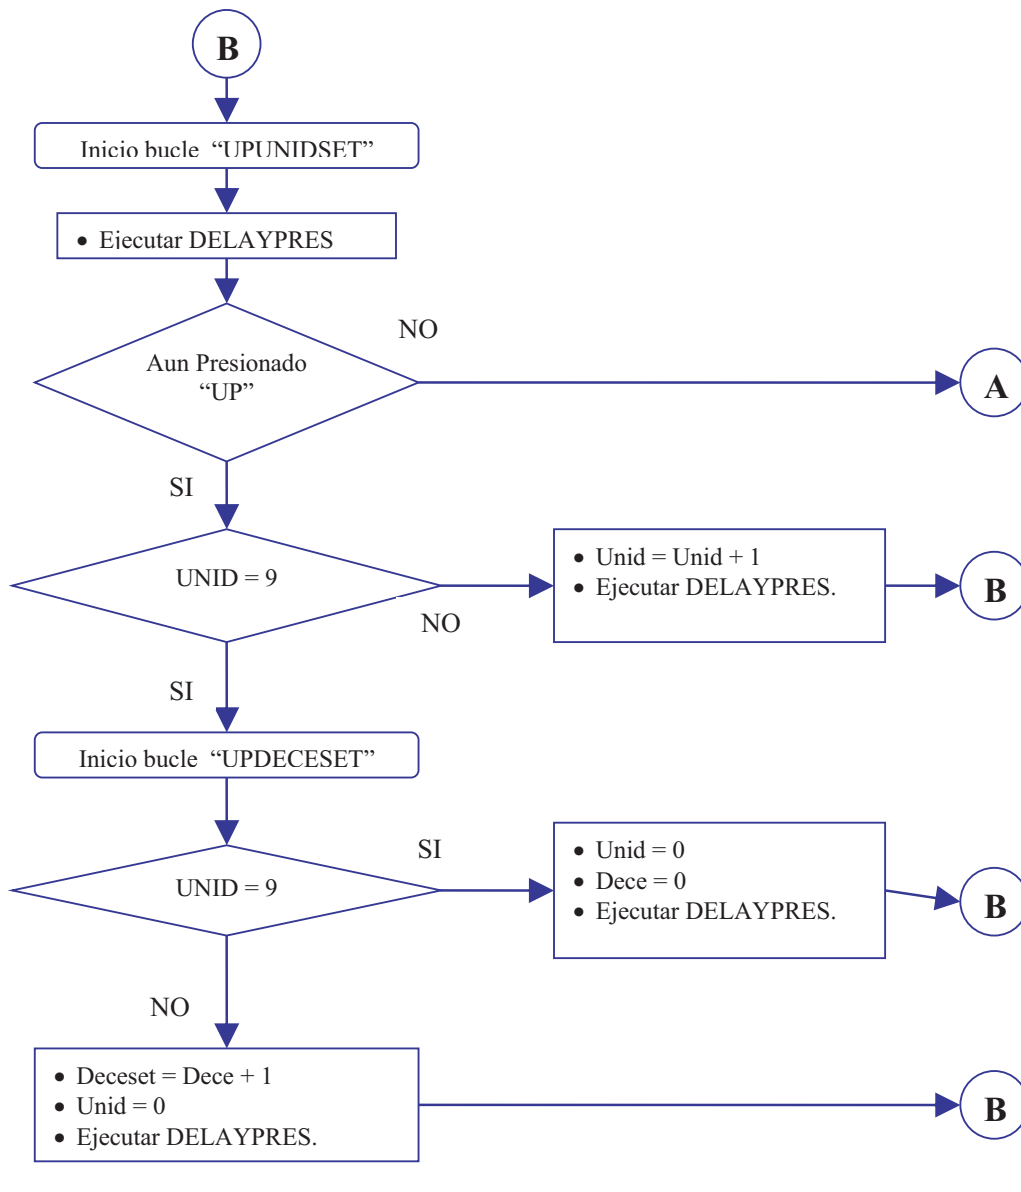 B
Inicio bucle “UPUNIDSET”
• Ejecutar DELAYPRES
NO
Aun Presionado
“UP”
A
SI
UNID = 9
NO
• Unid = Unid + 1
• Ejecutar DELAYPRES.
B
SI
Inicio bucle “UPDECESET”
UNID = 9
SI
• Unid = 0
• Dece = 0
• Ejecutar DELAYPRES.
B
NO
• Deceset = Dece + 1
• Unid = 0
• Ejecutar DELAYPRES.
B